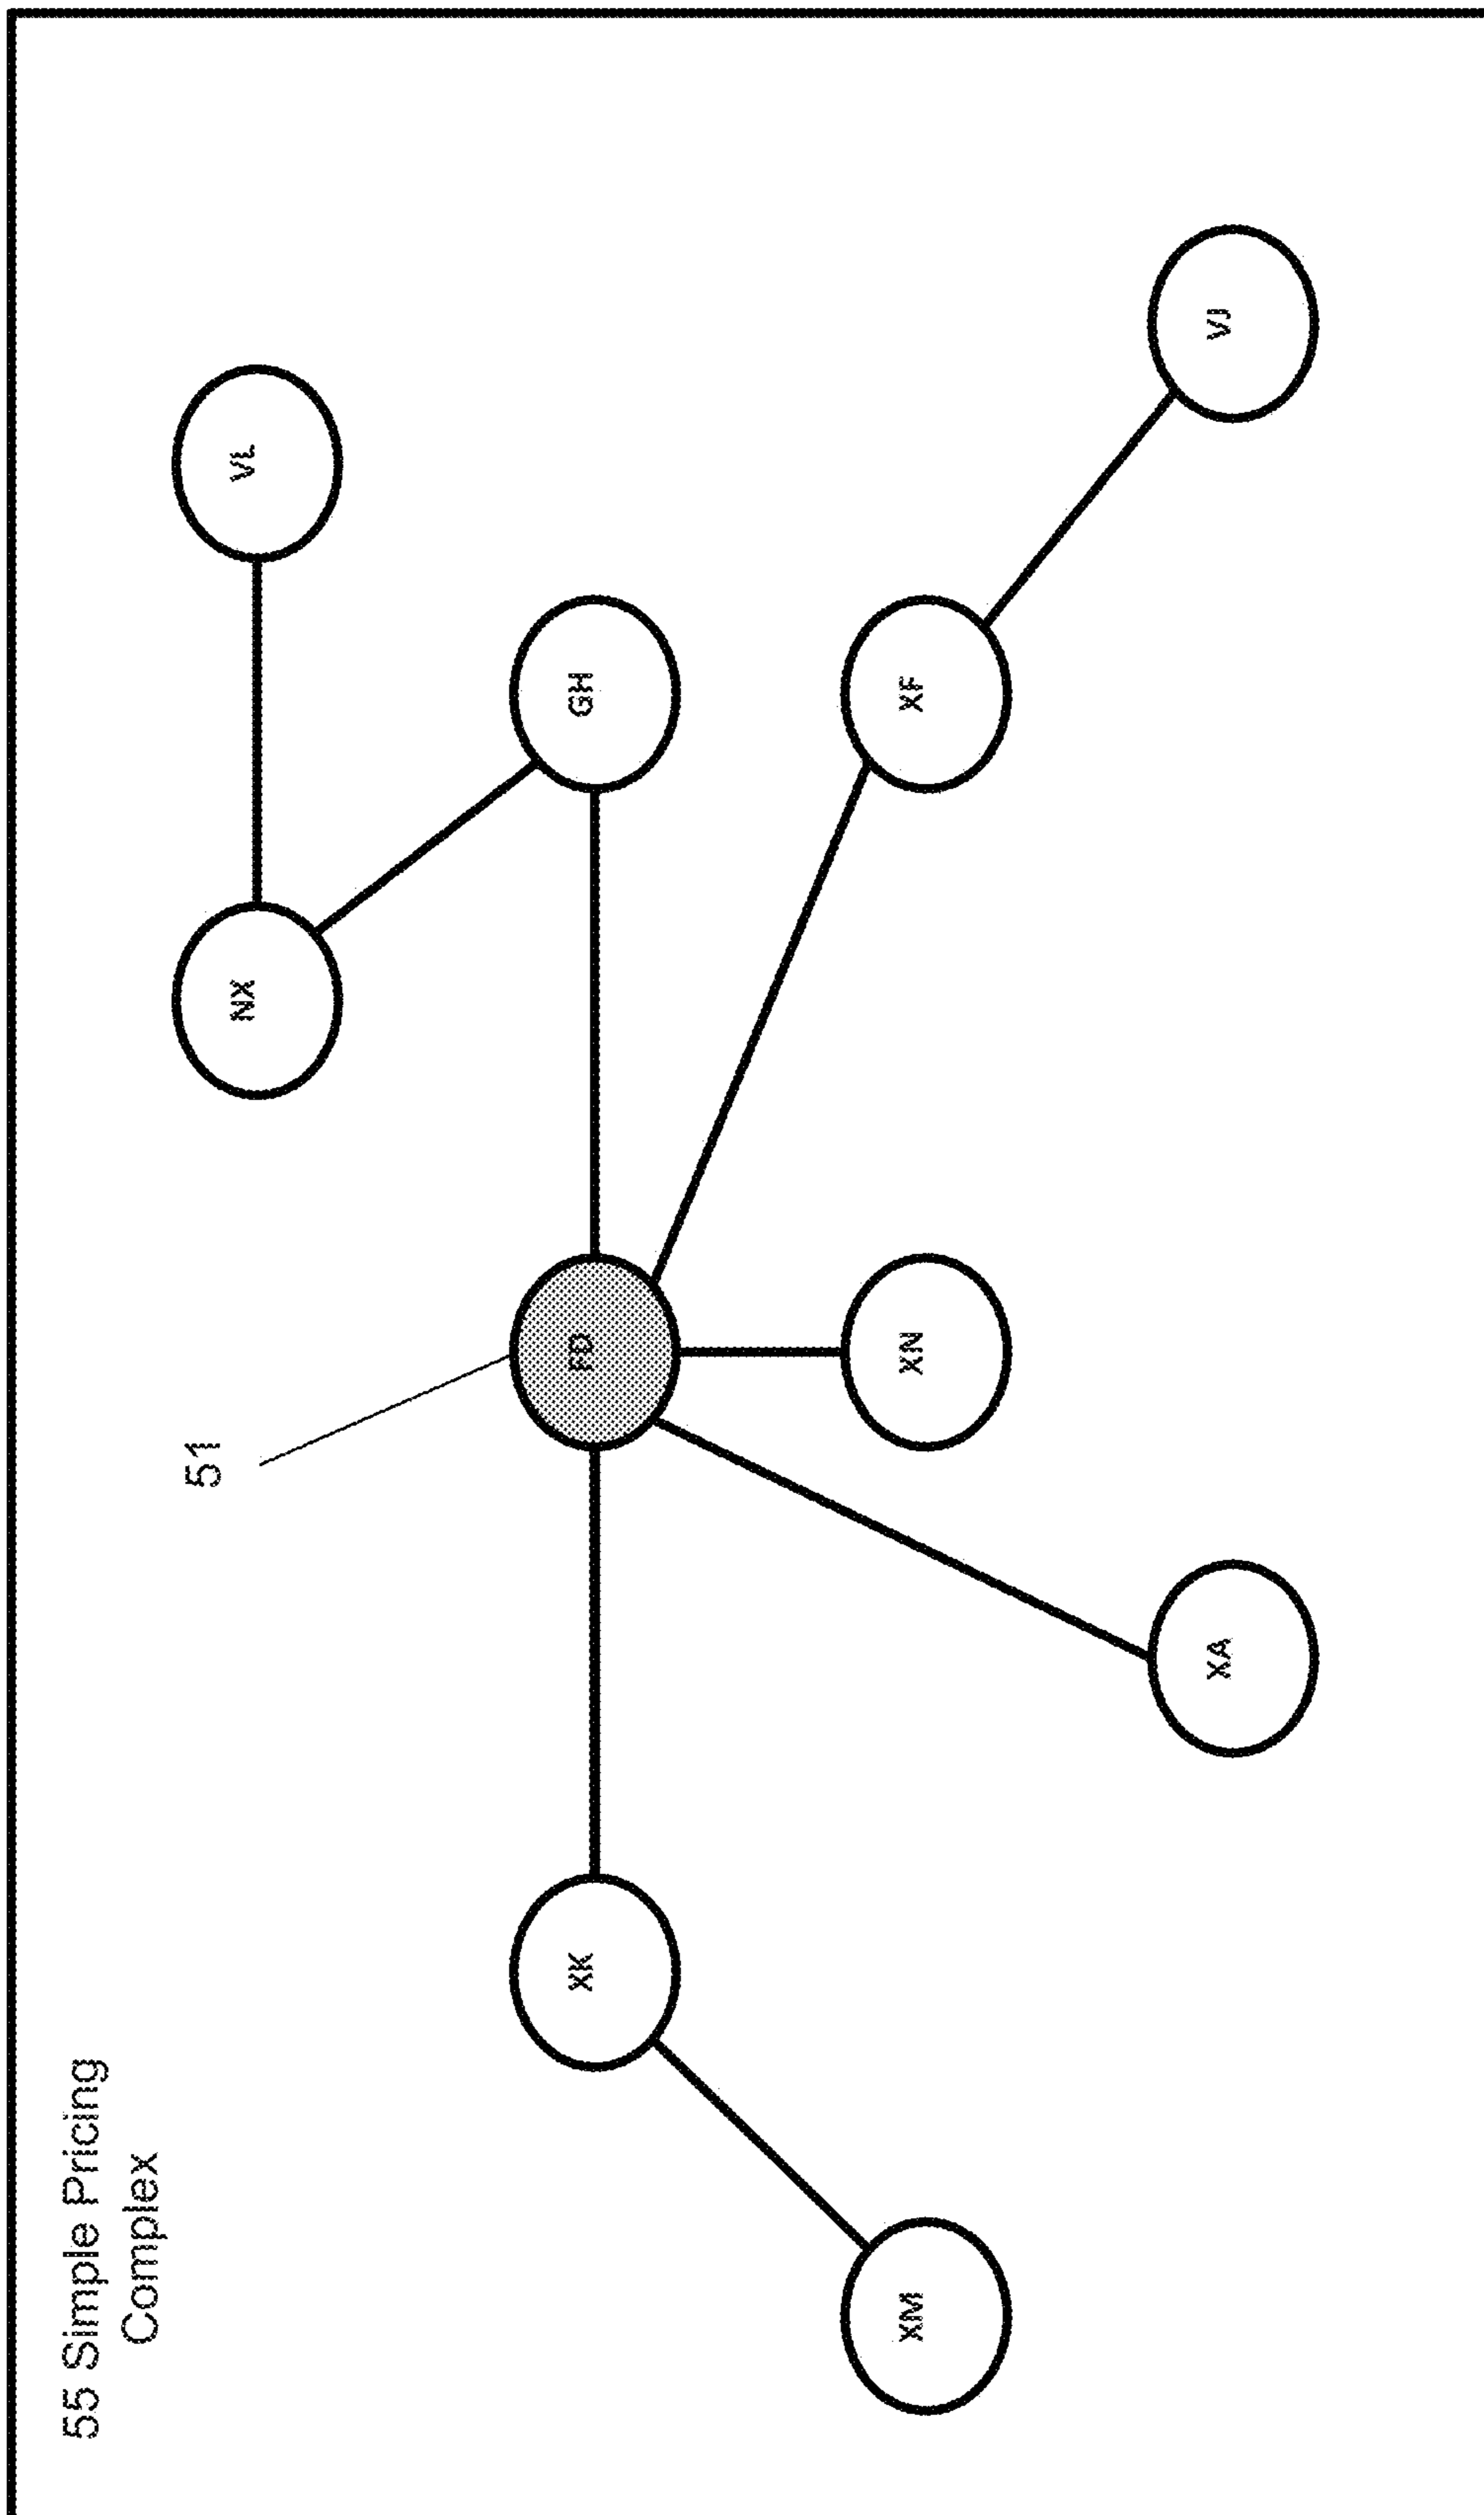 55 Simple Pricing
Complex
51
NX
VL
XK
FD
GH
XM
XN
XF
XA
VJ